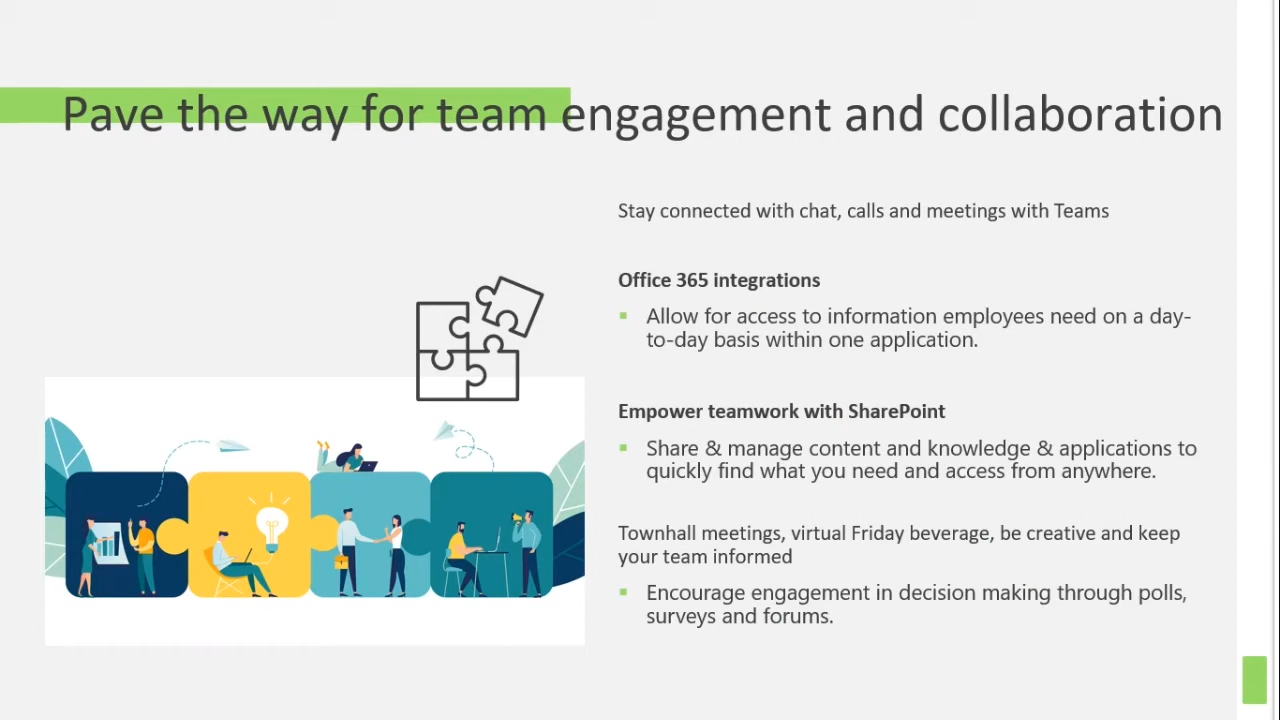 Pave the way for team engagement and collaboration
Stay connected with chat, calls and meetings with Teams
Office 365 integrations
Allow for access to information employees need on a day-
to-day basis within one application.
Empower teamwork with SharePoint
Share & manage content and knowledge & applications to
quickly find what you need and access from anywhere.
Townhall meetings, virtual Friday beverage, be creative and keep
your team informed
Encourage engagement in decision making through polls,
surveys and forums.